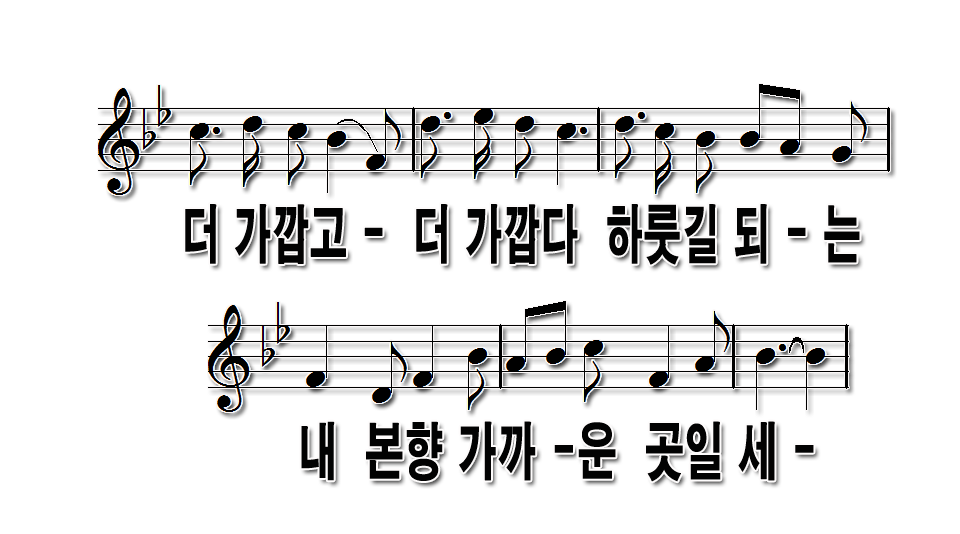 더 가깝고 - 더 가깝다 하룻길 되 - 는
내 본향 가까 -운 곳일 세 -